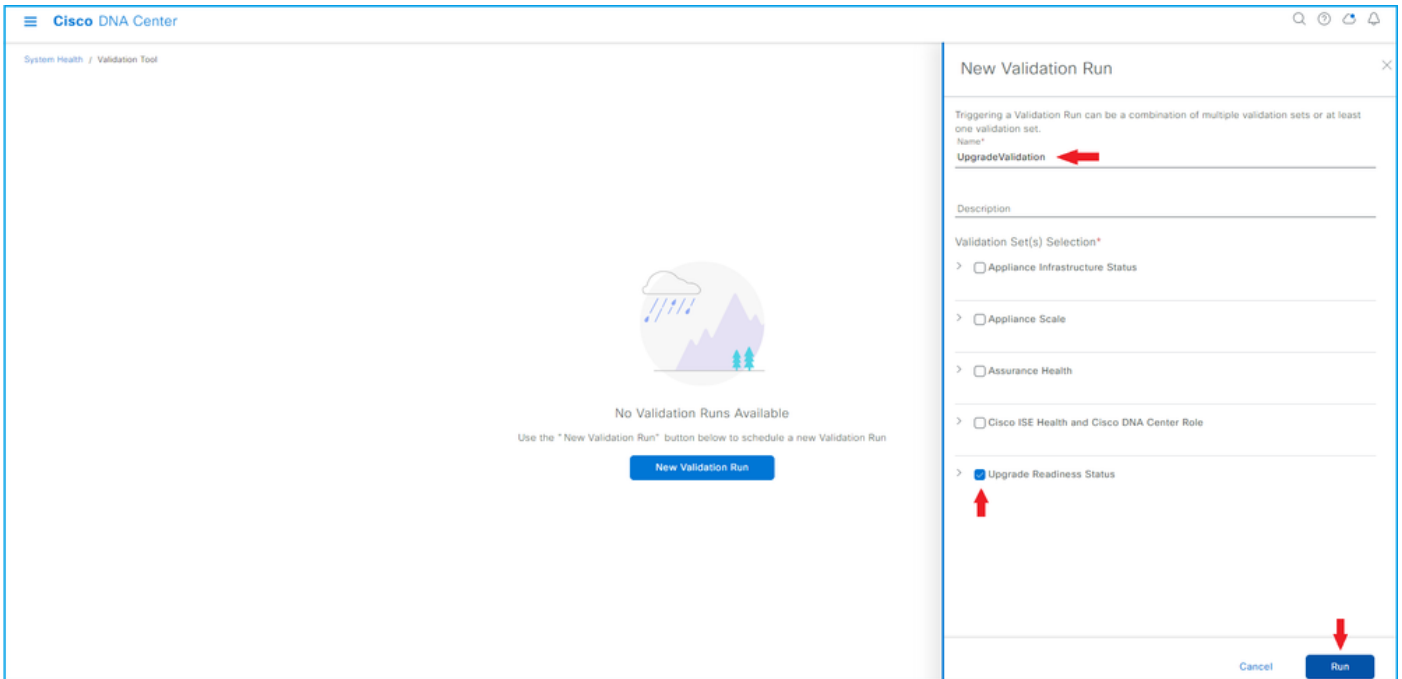 Cisco DNA Center
System Health / Validation Tool
No Validation Runs Available
Use the "New Validation Run" button below to schedule a new Validation Run
New Validation Run
New Validation Run
Triggering a Validation Run can be a combination of multiple validation sets or at least
one validation set.
Name*
UpgradeValidation
Description
Validation Set(s) Selection*
Appliance Infrastructure Status
Appliance Scale
Assurance Health
Cisco ISE Health and Cisco DNA Center Role
Upgrade Readiness Status
Cancel
Run